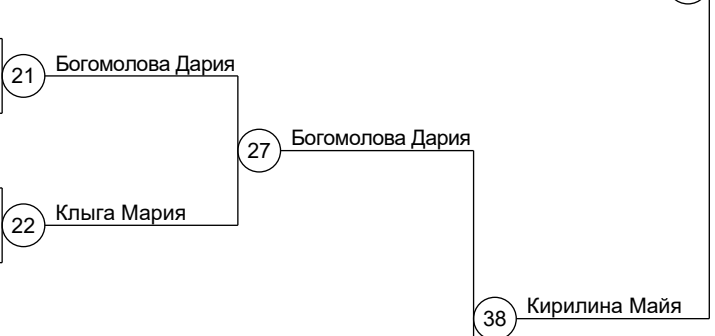 21 Богомолова Дария
27 Богомолова Дария
22 Клыга Мария
38 Кирилина Майя